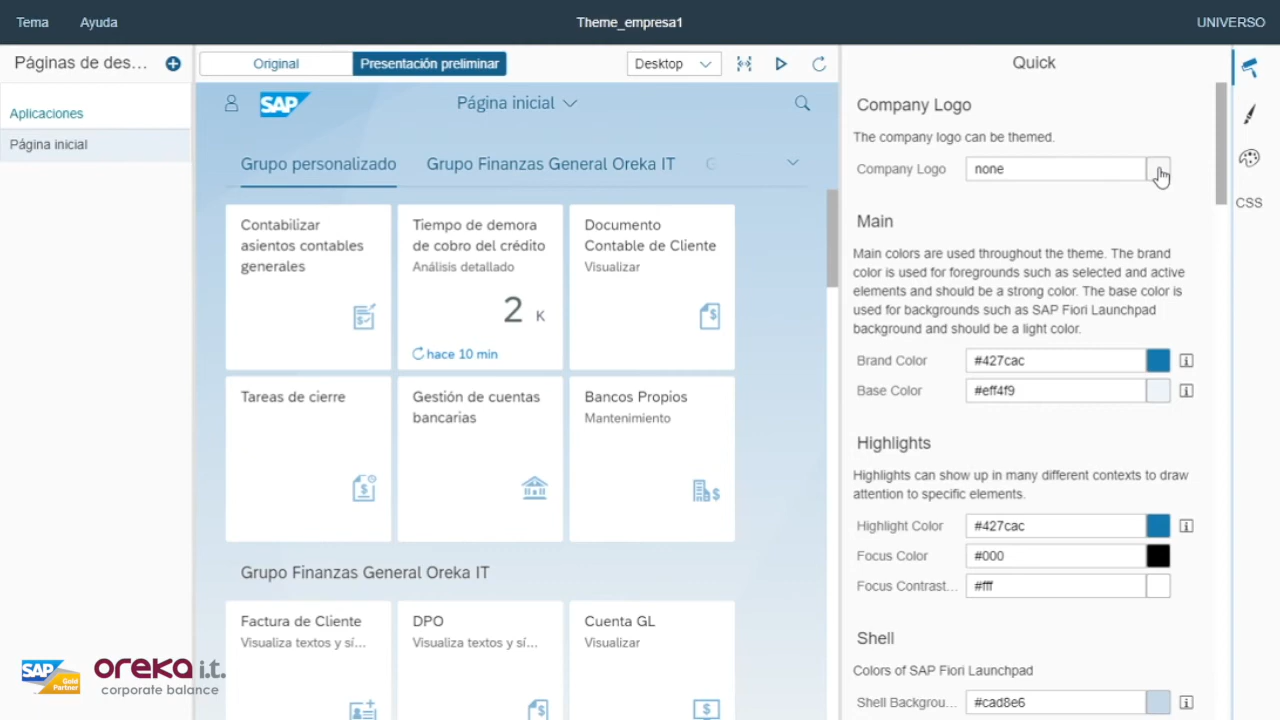 Tema
Ayuda
Theme_empresa1
UNIVERSO
Páginas de des...
Original
Presentación preliminar
Desktop
Quick
Aplicaciones
Página inicial
SAP
Página inicial
Grupo personalizado
Grupo Finanzas General Oreka IT
G
Contabilizar
asientos contables
generales
Tiempo de demora
de cobro del crédito
Análisis detallado
2 K
hace 10 min
Documento
Contable de Cliente
Visualizar
Tareas de cierre
Gestión de cuentas
bancarias
Bancos Propios
Mantenimiento
Grupo Finanzas General Oreka IT
Factura de Cliente
Visualiza textos y sí...
DPO
Visualiza textos y sí...
Cuenta GL
Visualizar
Company Logo
The company logo can be themed.
Company Logo
none
Main
Main colors are used throughout the theme. The brand
color is used for foregrounds such as selected and active
elements and should be a strong color. The base color is
used for backgrounds such as SAP Fiori Launchpad
background and should be a light color.
Brand Color
#427cac
Base Color
#eff4f9
Highlights
Highlights can show up in many different contexts to draw
attention to specific elements.
Highlight Color
#427cac
Focus Color
#000
Focus Contrast...
#fff
Shell
Colors of SAP Fiori Launchpad
Shell Backgrou...
#cad8e6
CSS
SAP
Gold
Partner
oreka i.t.
corporate balance